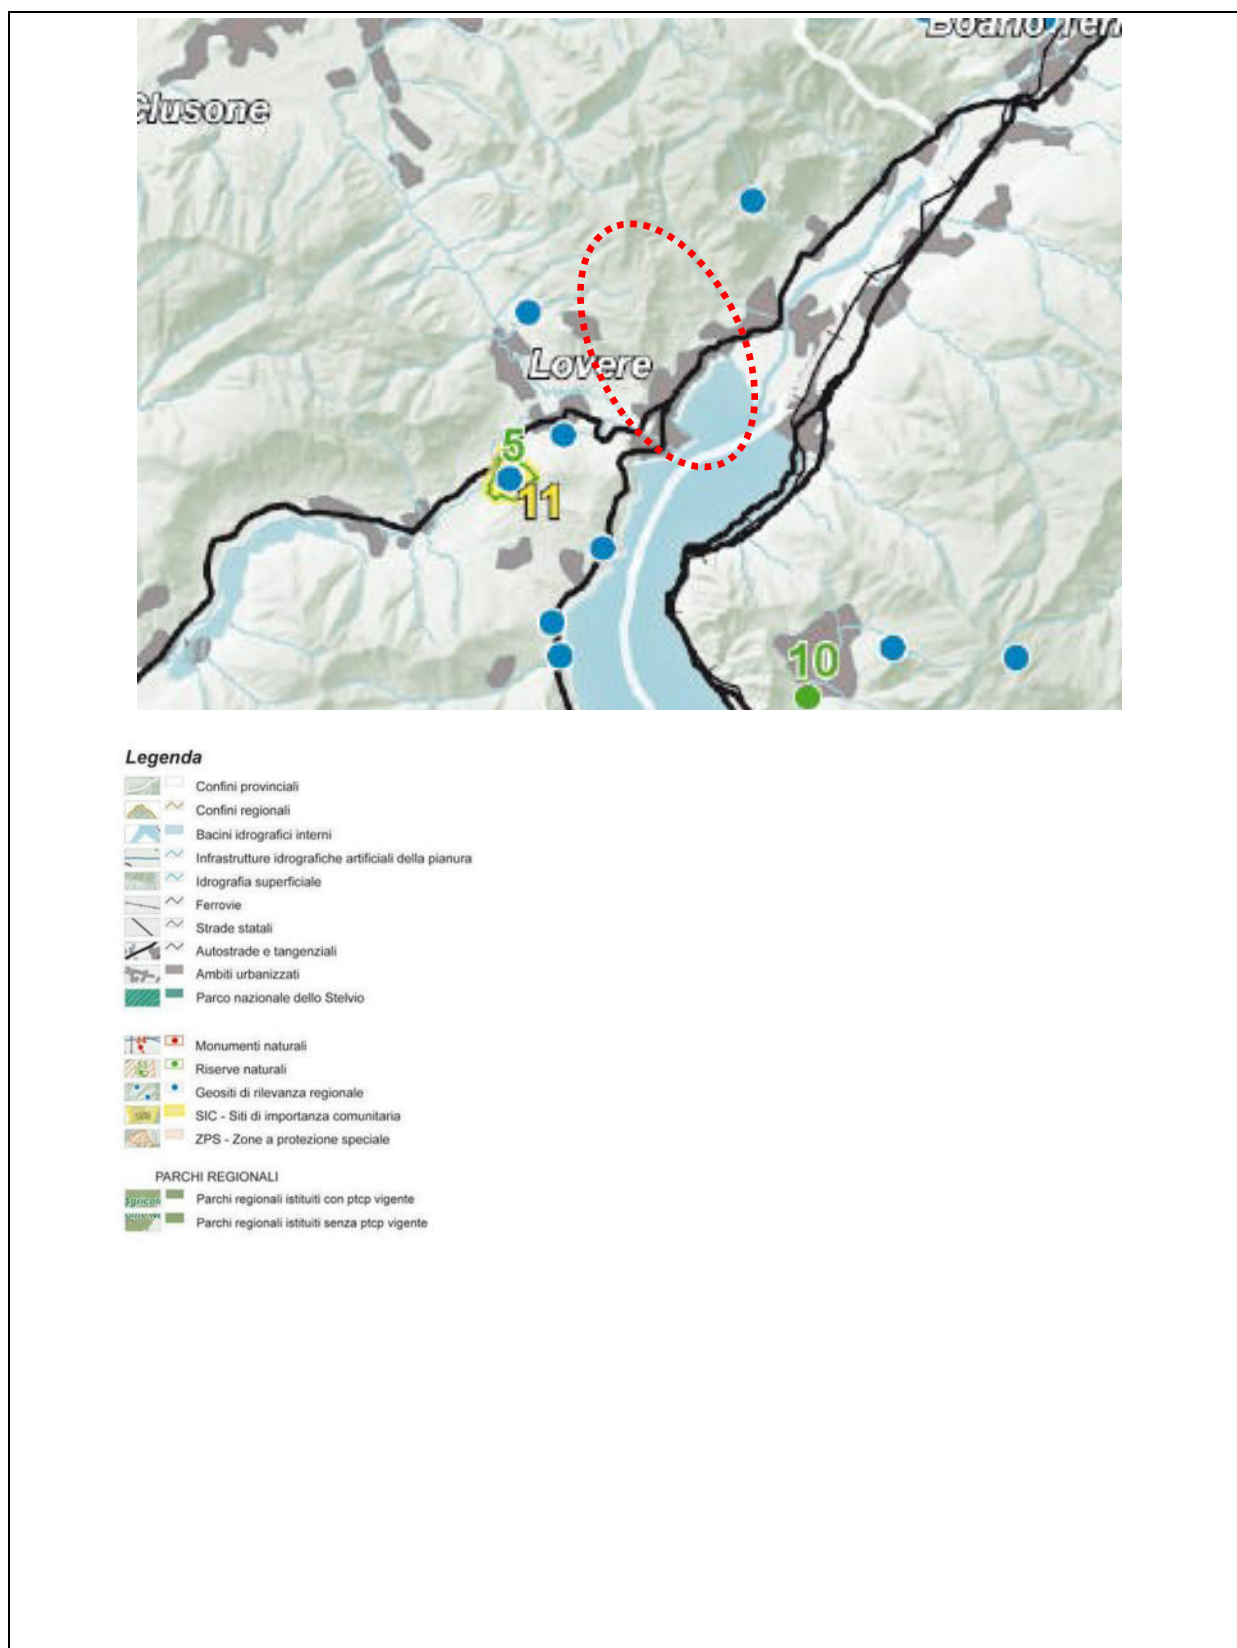 Boario Ter
Clusone
Lovere
5
11
10
Legenda
Confini provinciali
Confini regionali
Bacini idrografici interni
Infrastrutture idrografiche artificiali della pianura
Idrografia superficiale
Ferrovie
Strade statali
Autostrade e tangenziali
Ambiti urbanizzati
Parco nazionale dello Stelvio
Monumenti naturali
Riserve naturali
Geositi di rilevanza regionale
SIC - Siti di importanza comunitaria
ZPS - Zone a protezione speciale
PARCHI REGIONALI
Parchi regionali istituiti con ptcp vigente
Parchi regionali istituiti senza ptcp vigente